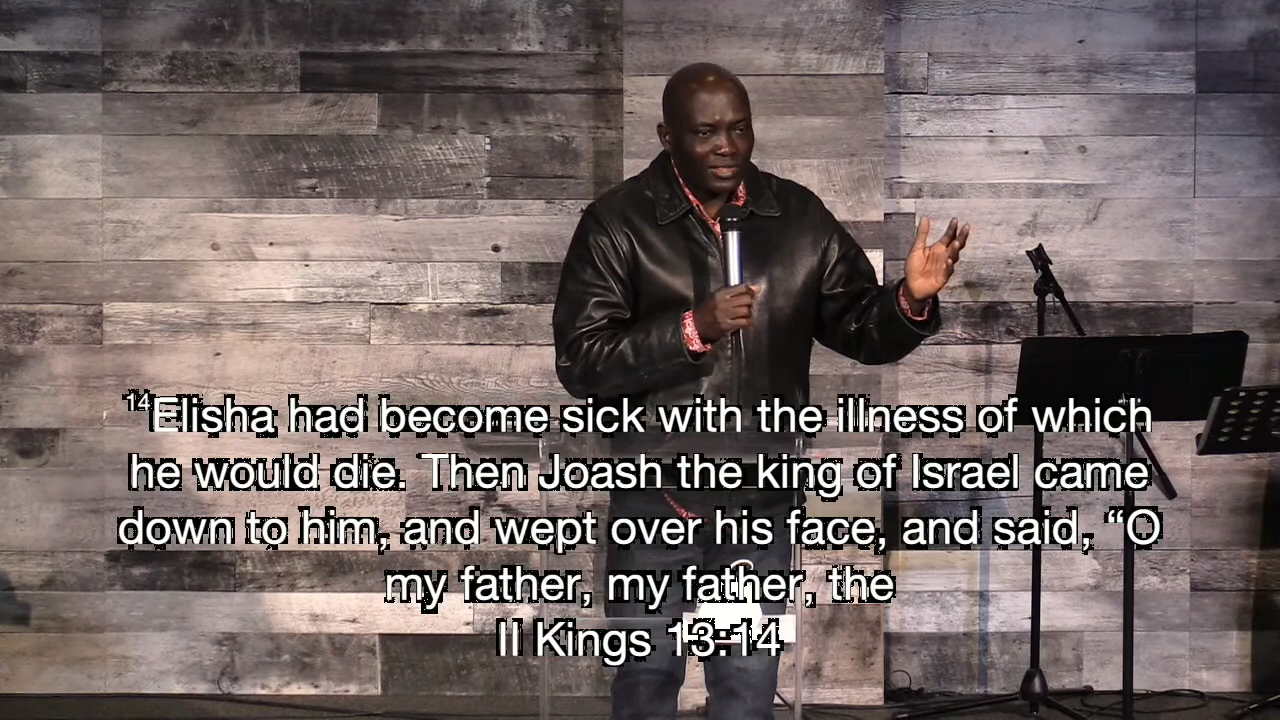 14Elisha had become sick with the illness of which
he would die. Then Joash the king of Israel came
down to him, and wept over his face, and said, “O
my father, my father, the
II Kings 13:14